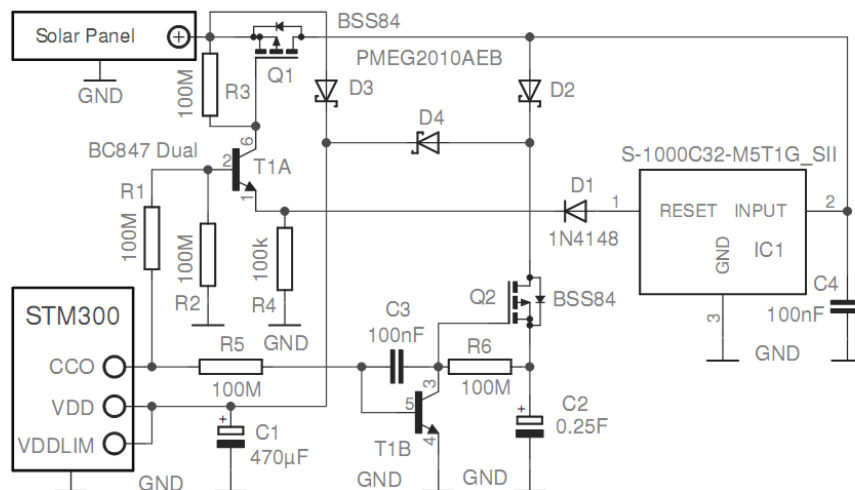 Solar Panel
GND
100M
R3
BSS84
Q1
PMEG2010AEB
D3
D2
D4
BC847 Dual
6
2
T1A
1
S-1000C32-M5T1G_SII
D1
1
1N4148
RESET
INPUT
2
GND
IC1
3
R1
100M
100M
R2
100k
R4
GND
Q2
BSS84
C4
100nF
GND
STM300
CCO
VDD
VDDLIM
R5
100M
C3
100nF
R6
100M
3
5
4
T1B
+
C1
470µF
+
C2
0.25F
GND
GND
GND